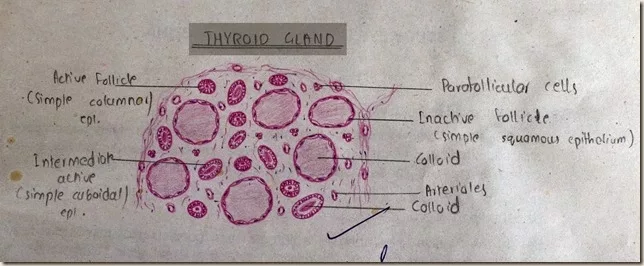 THYROID GLAND
Active Follicle
(simple columnar)
epi.
Intermediate
active
(simple cuboidal)
epi.
Parafollicular cells
Inactive Follicle
(simple squamous epithelium)
Colloid
Arterioles
Colloid